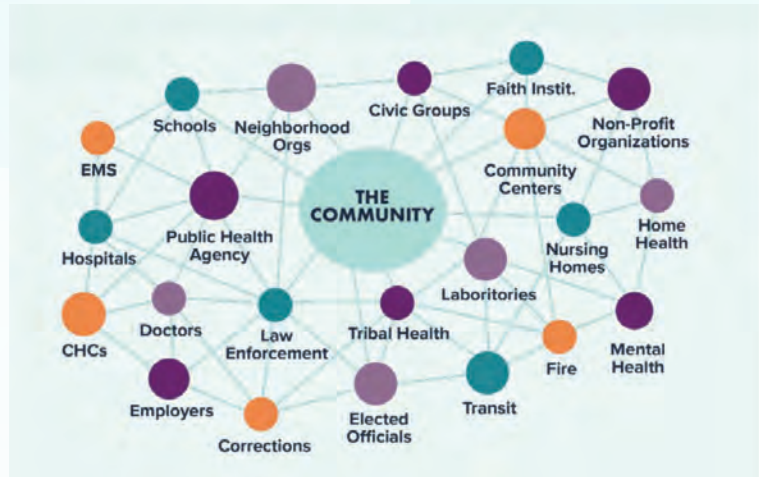 Schools
Neighborhood
Orgs
Civic Groups
Faith Instit.
Non-Profit
Organizations
EMS
Community
Centers
THE
COMMUNITY
Public Health
Agency
Hospitals
Nursing
Homes
Home
Health
Laboritories
CHCs
Doctors
Law
Enforcement
Tribal Health
Fire
Mental
Health
Employers
Corrections
Elected
Officials
Transit